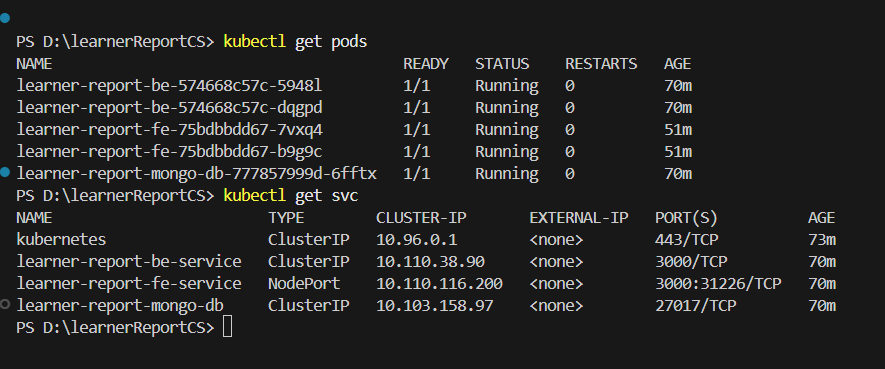 PS D:\learnerReportCS> kubectl get pods
NAME READY STATUS RESTARTS AGE
learner-report-be-574668c57c-5948l 1/1 Running 0 70m
learner-report-be-574668c57c-dqgpd 1/1 Running 0 70m
learner-report-fe-75bdbbdd67-7vxq4 1/1 Running 0 51m
learner-report-fe-75bdbbdd67-b9g9c 1/1 Running 0 51m
learner-report-mongo-db-777857999d-6fftx 1/1 Running 0 70m
PS D:\learnerReportCS> kubectl get svc
NAME TYPE CLUSTER-IP EXTERNAL-IP PORT(S) AGE
kubernetes ClusterIP 10.96.0.1 <none> 443/TCP 73m
learner-report-be-service ClusterIP 10.110.38.90 <none> 3000/TCP 70m
learner-report-fe-service NodePort 10.110.116.200 <none> 3000:31226/TCP 70m
learner-report-mongo-db ClusterIP 10.103.158.97 <none> 27017/TCP 70m
PS D:\learnerReportCS>